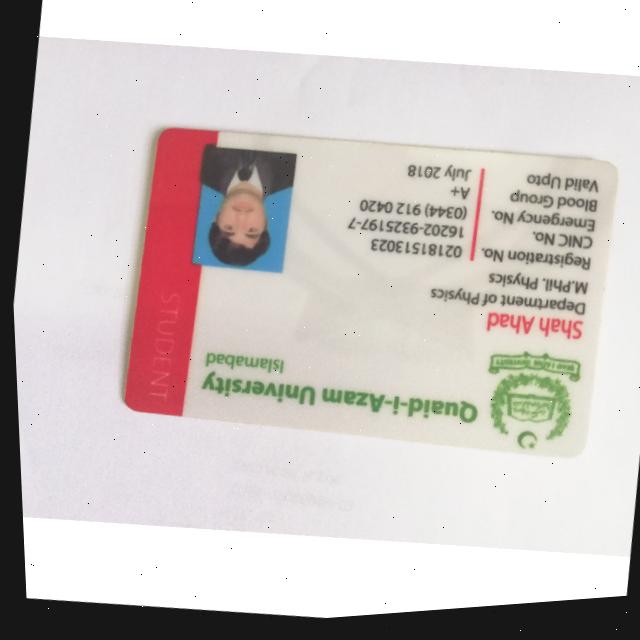 Quaid-i-Azam University
Islamabad
Shah Ahad
Department of Physics
M.Phil. Physics
Registration No. 02181513023
CNIC No. 16202-9325197-7
Emergency No. (0344) 912 0420
Blood Group A+
Valid Upto July 2018
STUDENT